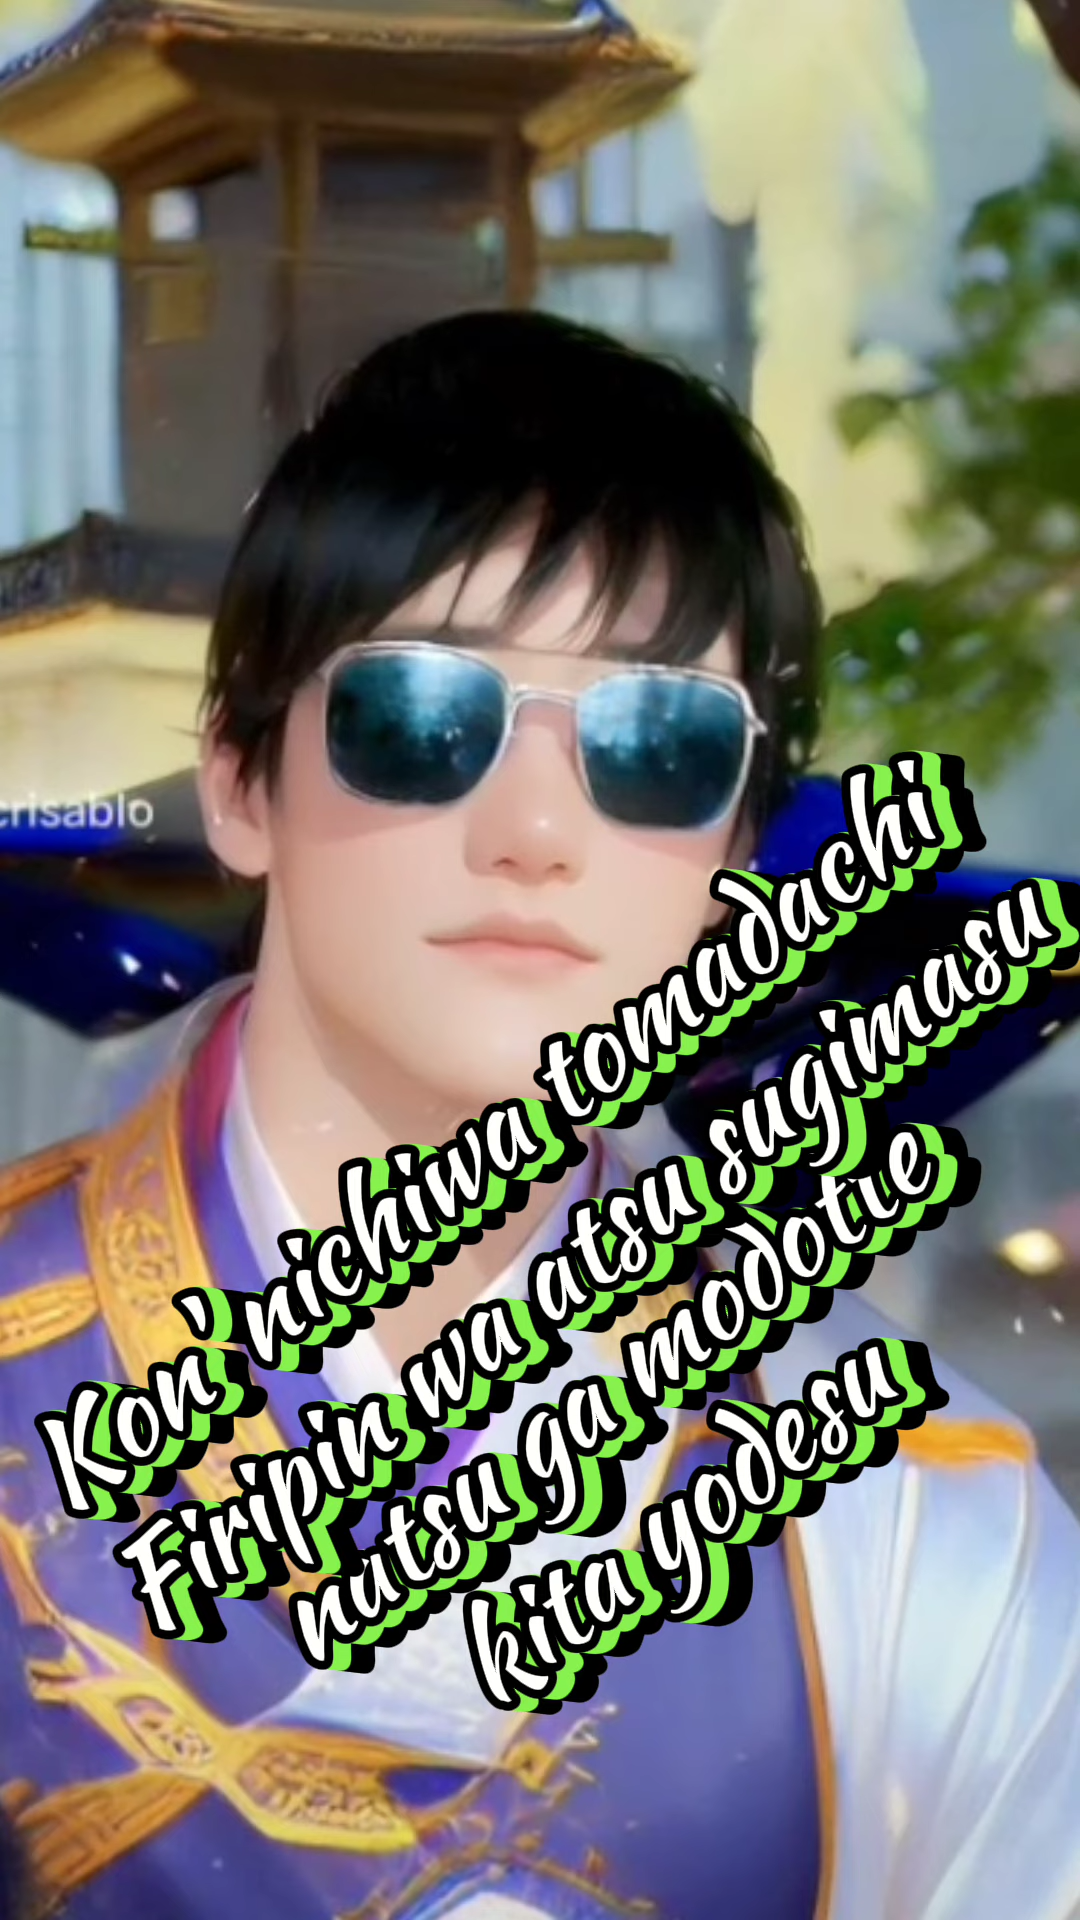 crisablo
Kon' nichiwa tomadachi
Firipin wa atsu sugimasu
natsu ga modotte
kita yodesu